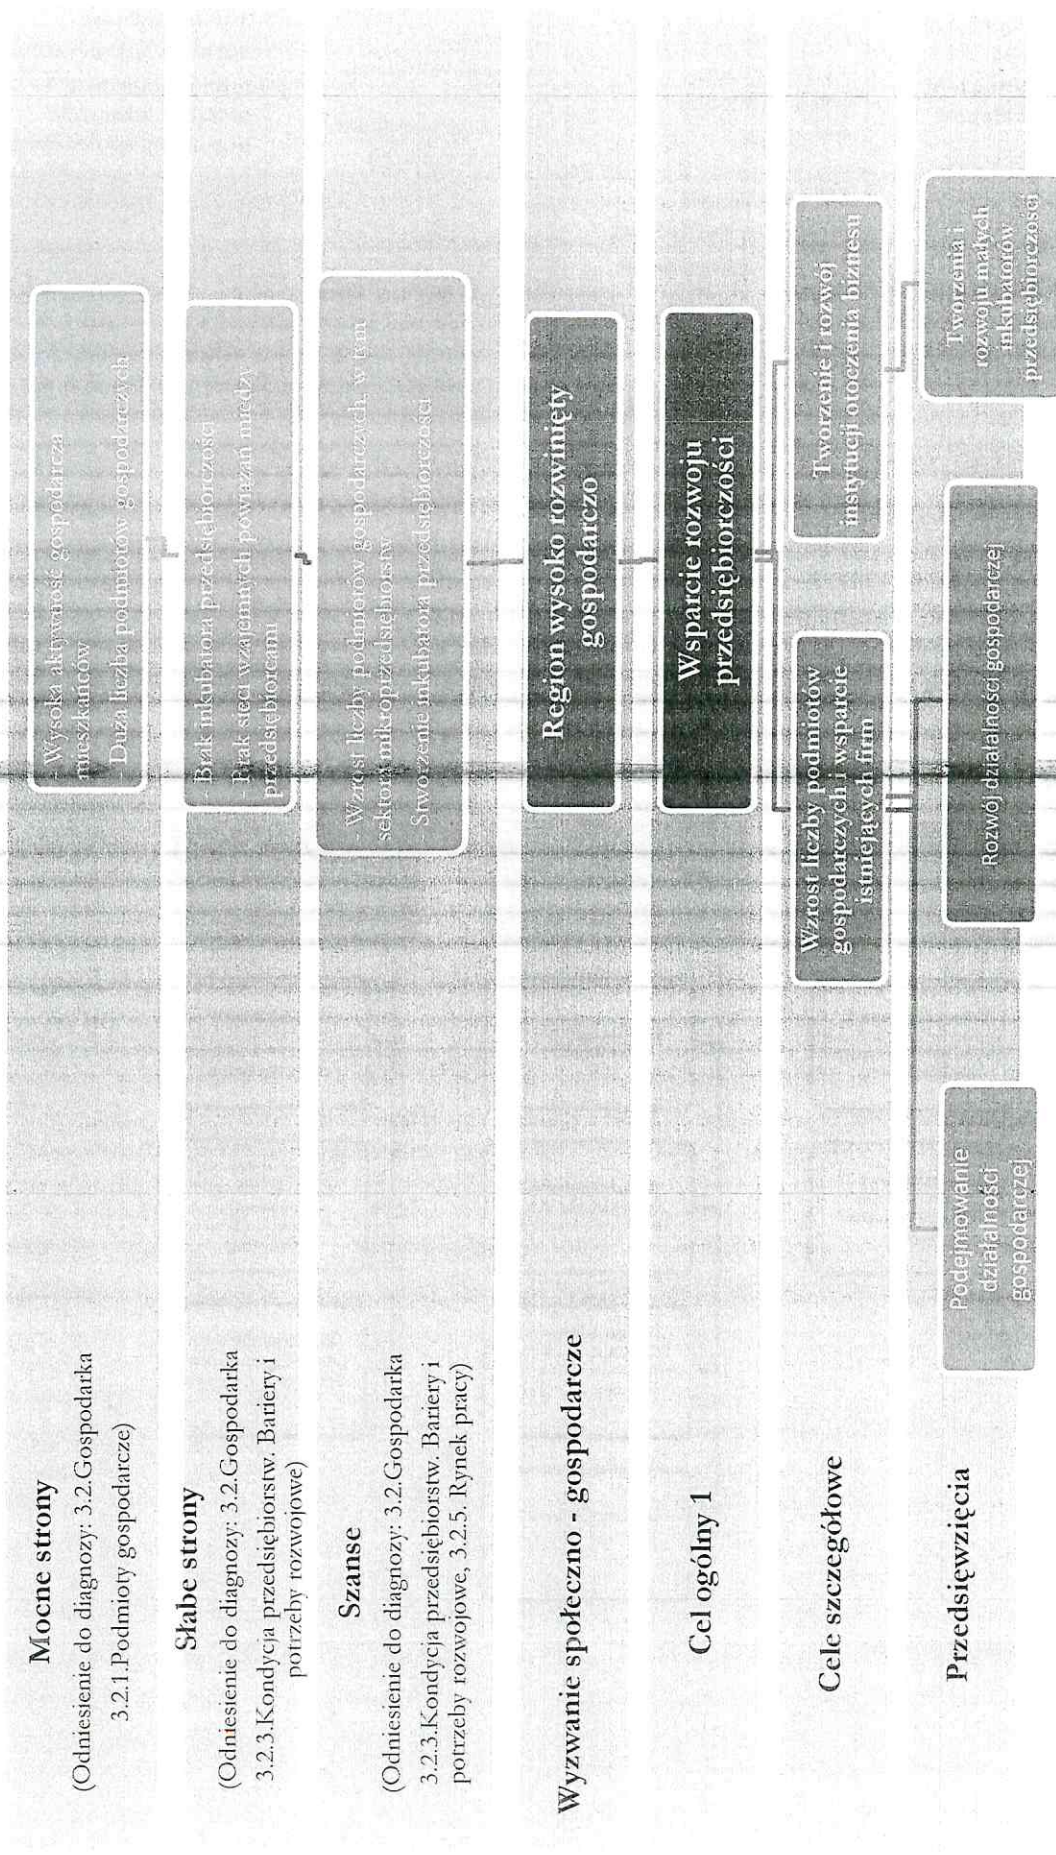 Mocne strony
(Odniesienie do diagnozy: 3.2.Gospodarka
3.2.1.Podmioty gospodarcze)
- Wysoka aktywność gospodarcza
mieszkańców
- Duża liczba podmiotów gospodarczych
Słabe strony
(Odniesienie do diagnozy: 3.2.Gospodarka
3.2.3.Kondycja przedsiębiorstw. Bariery i
potrzeby rozwojowe)
Brak inkubatora przedsiębiorczości
Brak sieci wzajemnych powiązań między
przedsiębiorcami
Szanse
(Odniesienie do diagnozy: 3.2.Gospodarka
3.2.3.Kondycja przedsiębiorstw. Bariery i
potrzeby rozwojowe, 3.2.5. Rynek pracy)
- Wzrost liczby podmiotów gospodarczych, w tym
sektora mikroprzedsiębiorstw
Stworzenie inkubatora przedsiębiorczości
Wyzwanie społeczno - gospodarcze
Region wysoko rozwinięty
gospodarczo
Cel ogólny 1
Wsparcie rozwoju
przedsiębiorczości
Cele szczegółowe
Wzrost liczby podmiotów
gospodarczych i wsparcie
istniejących firm
Tworzenie i rozwój
instytucji otoczenia biznesu
Przedsięwzięcia
Podejmowanie
działalności
gospodarczej
Rozwój działalności gospodarczej
Tworzenia i
rozwoju małych
inkubatorów
przedsiębiorczości